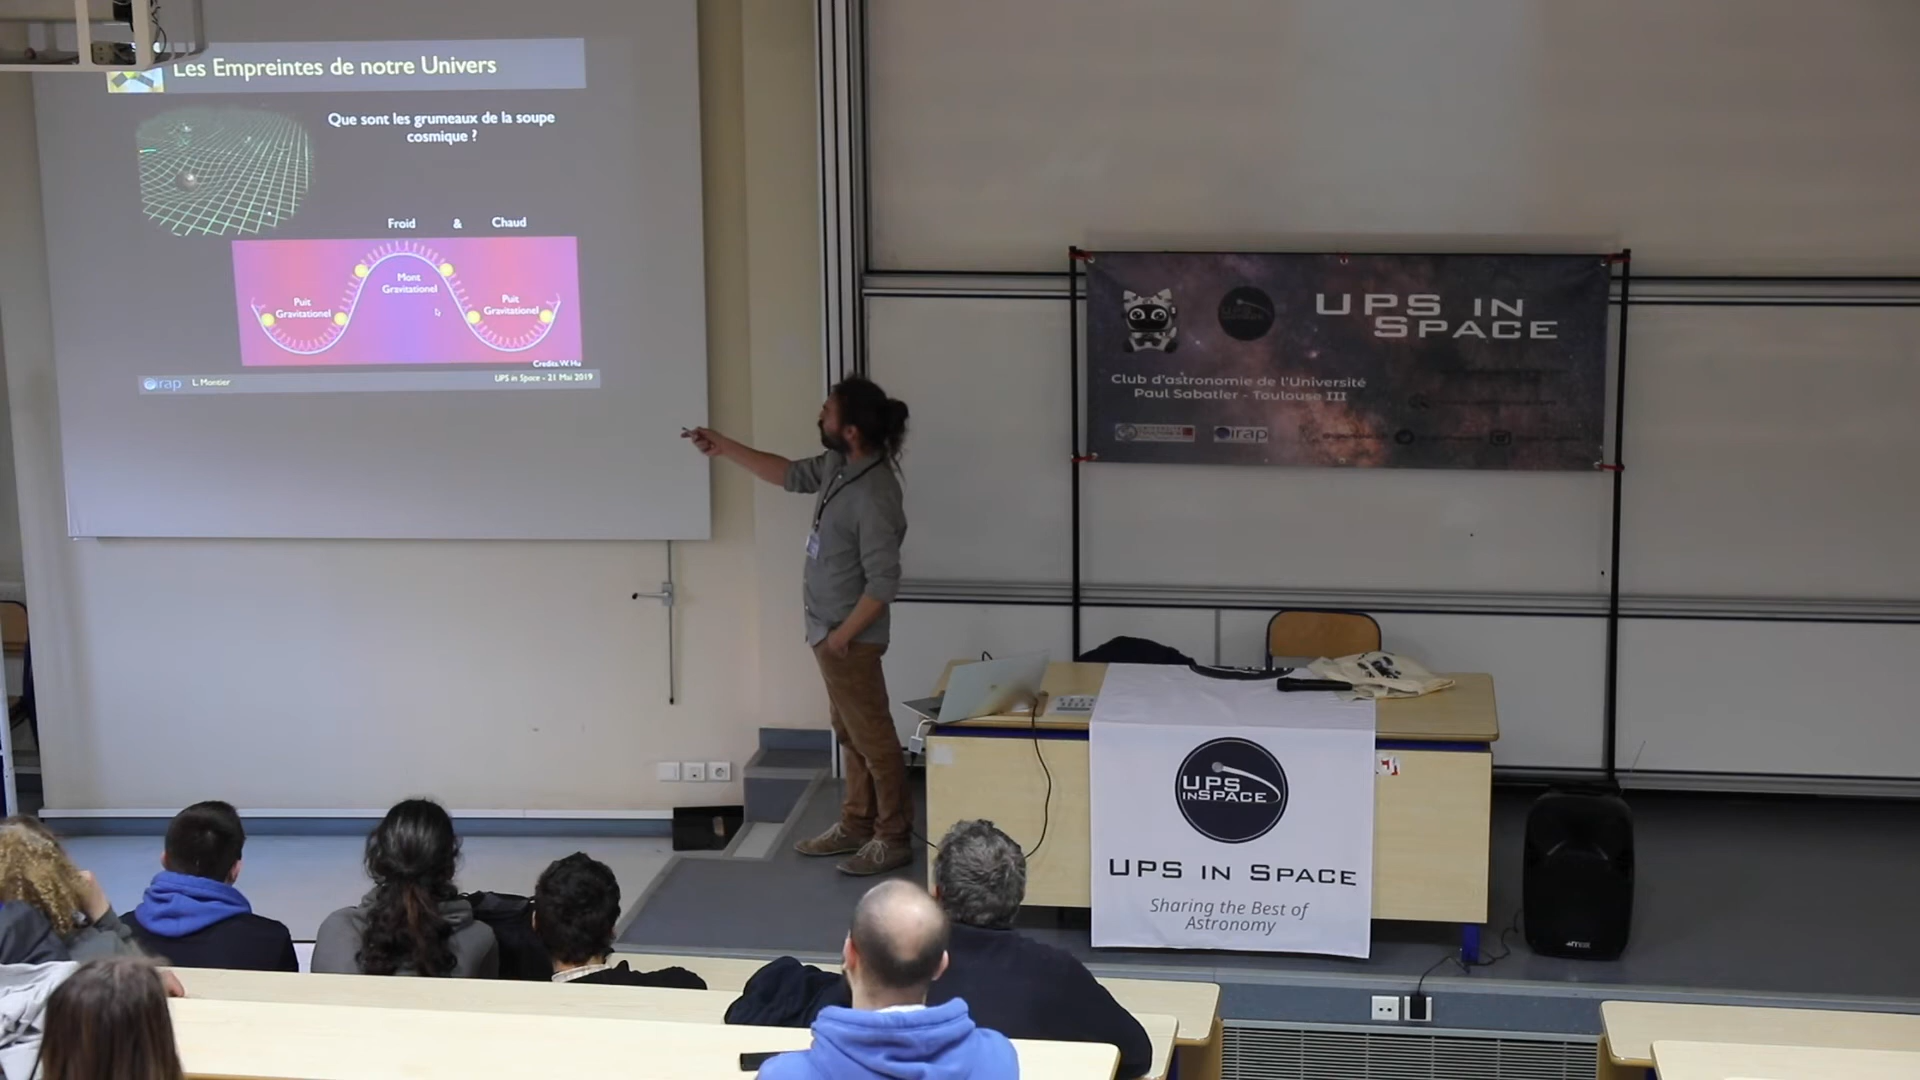 Les Empreintes de notre Univers
Que sont les grumeaux de la soupe
cosmique ?
Froid & Chaud
Mont
Gravitationel
Puit
Gravitationel
Puit
Gravitationel
Credits W. Hu
irap
L. Montier
UPS in Space - 21 Mai 2019
UPS IN
SPACE
Club d'astronomie de l'Université
Paul Sabatier - Toulouse III
irap
UPS
INSPACE
UPS IN SPACE
Sharing the Best of
Astronomy